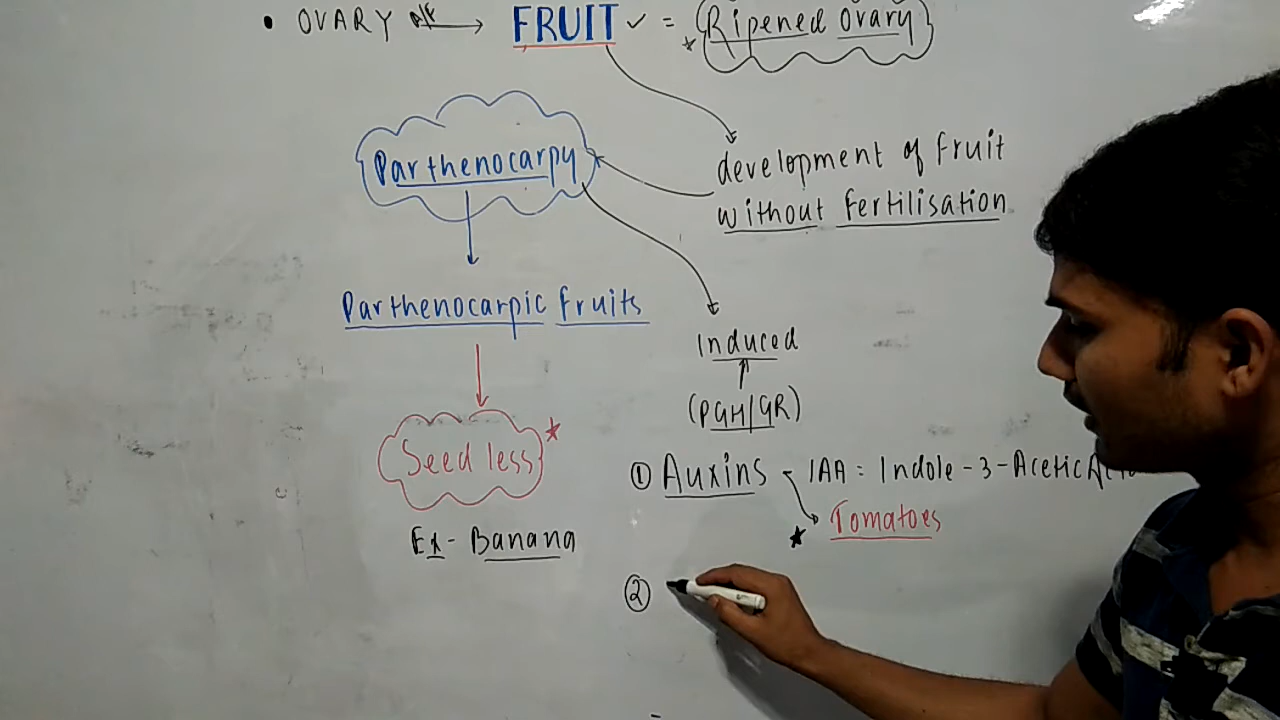 • OVARY A/F → FRUIT ✓ = (Ripened Ovary)
Parthenocarpy
development of fruit
without fertilisation
Parthenocarpic fruits
Induced
(PGH/GR)
Seedless
① Auxins - IAA = Indole-3-Acetic
Tomatoes
Ex - Banana
②